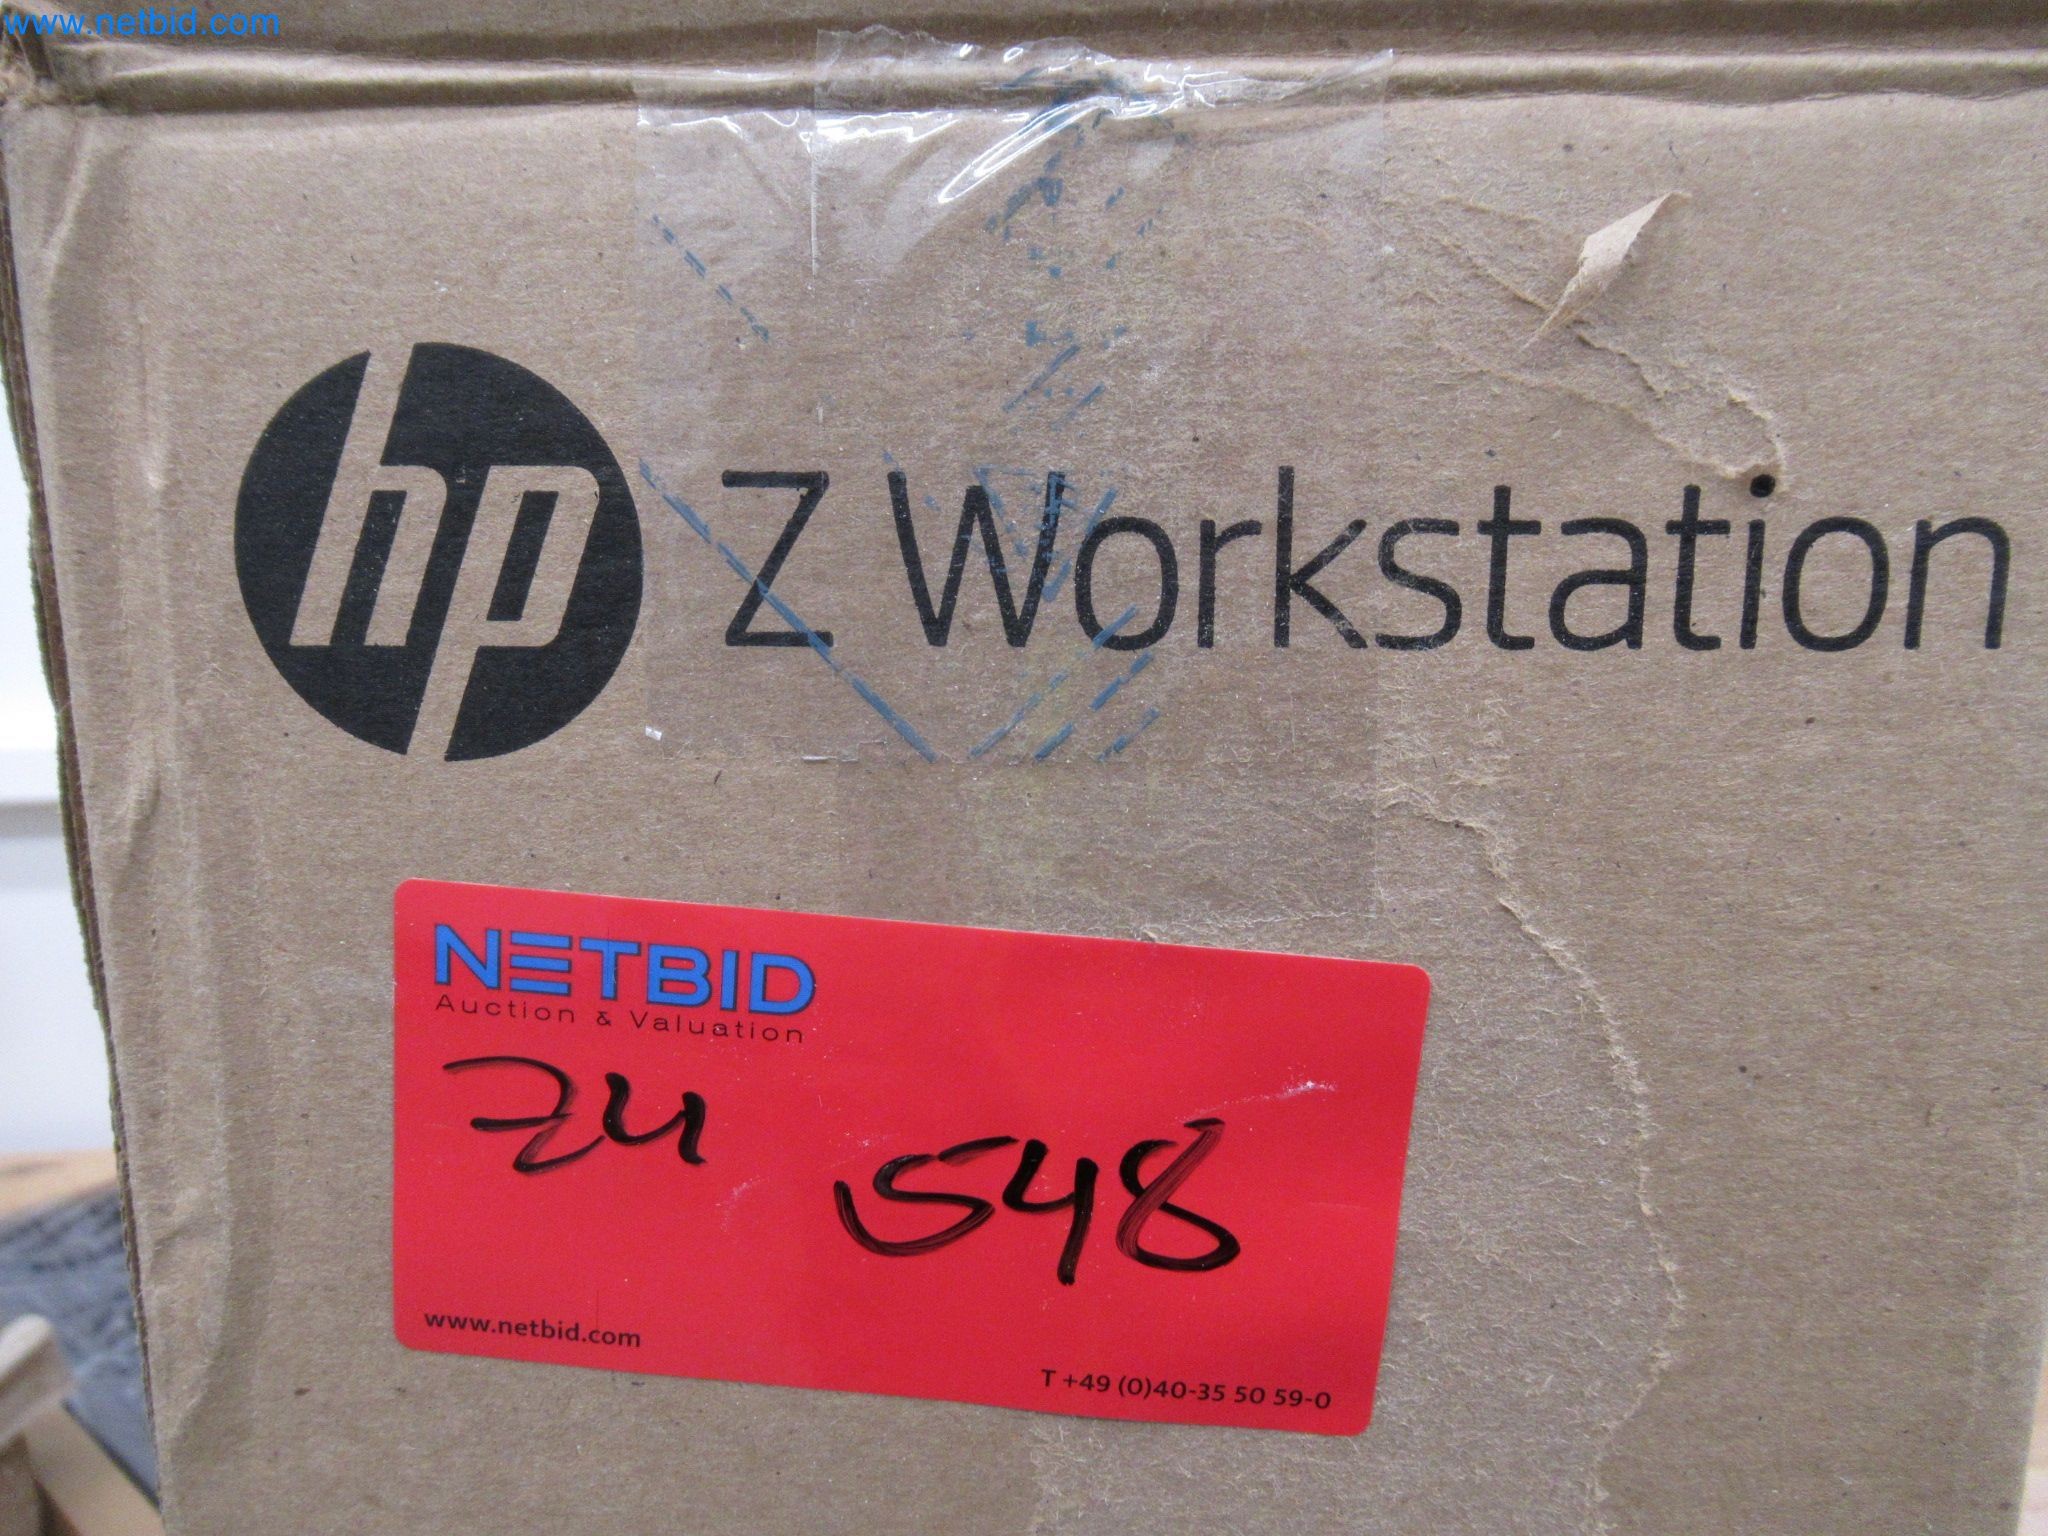 www.netbid.com
hp Z Workstation
NETBID
Auction & Valuation
Zu
548
www.netbid.com
T +49 (0)40-35 50 59-0